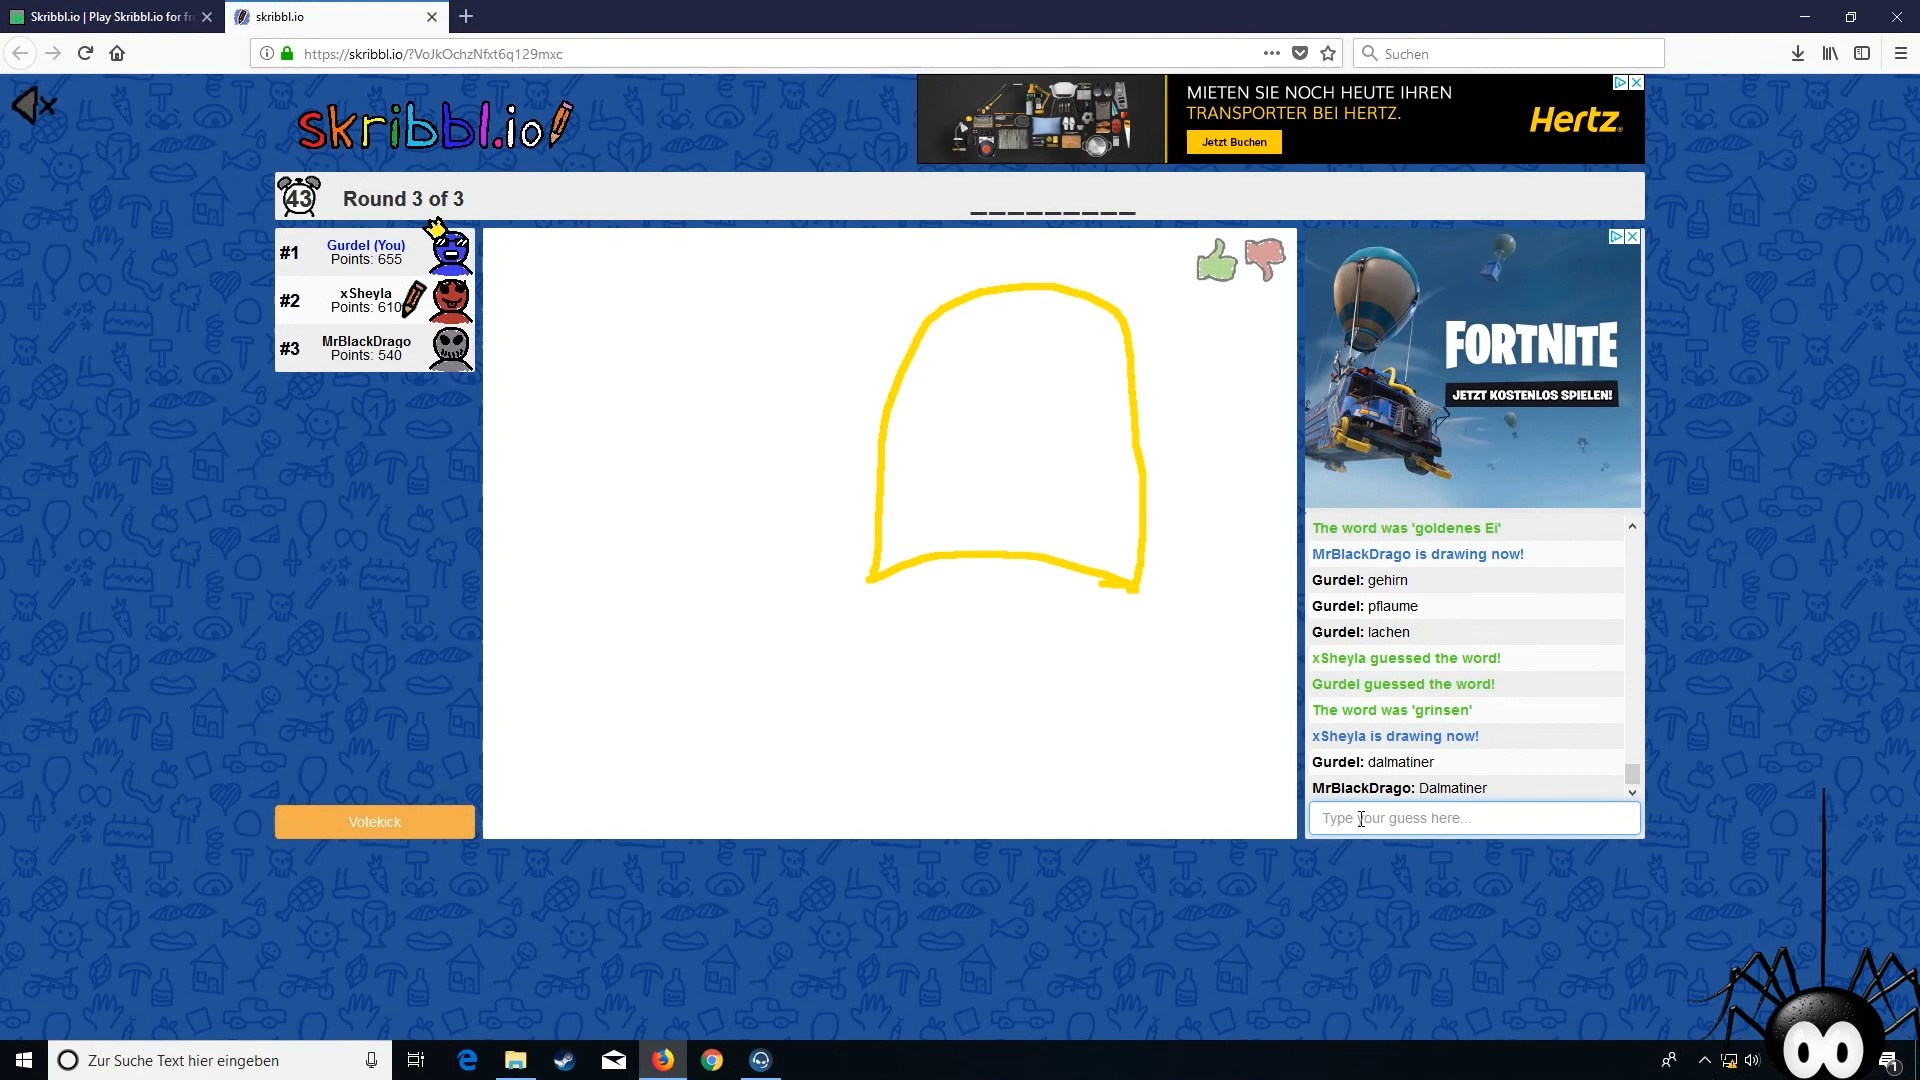 Skribbl.io | Play Skribbl.io for fr
skribbl.io
https://skribbl.io/?VoJkOchzNfxt6q129mxc
Suchen
skribbl.io
MIETEN SIE NOCH HEUTE IHREN
TRANSPORTER BEI HERTZ.
Jetzt Buchen
Hertz.
43
Round 3 of 3
_________
#1
Gurdel (You)
Points: 655
#2
xSheyla
Points: 610
#3
MrBlackDrago
Points: 540
FORTNITE
JETZT KOSTENLOS SPIELEN!
The word was 'goldenes Ei'
MrBlackDrago is drawing now!
Gurdel: gehirn
Gurdel: pflaume
Gurdel: lachen
xSheyla guessed the word!
Gurdel guessed the word!
The word was 'grinsen'
xSheyla is drawing now!
Gurdel: dalmatiner
MrBlackDrago: Dalmatiner
Type your guess here...
Votekick
Zur Suche Text hier eingeben
1